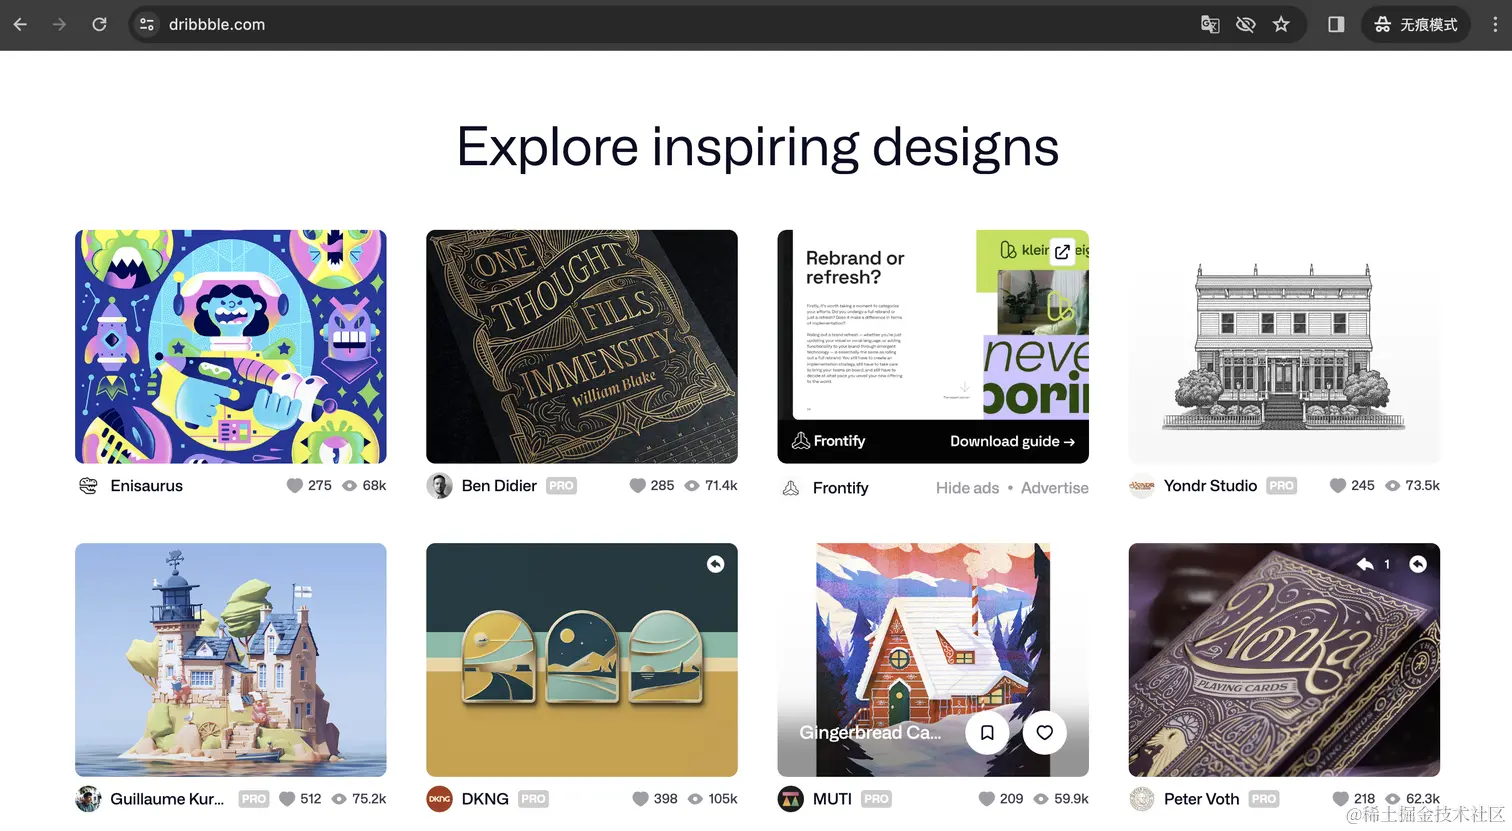 dribbble.com
无痕模式
Explore inspiring designs
ONE
THOUGHT
FILLS
IMMENSITY
William Blake
Rebrand or
refresh?
never
borin
Frontify
Download guide →
Enisaurus
275
68k
Ben Didier
PRO
285
71.4k
Frontify
Hide ads • Advertise
Yondr Studio
PRO
245
73.5k
1
Wonka
PLAYING CARDS
Gingerbread Ca...
Guillaume Kur...
PRO
512
75.2k
DKNG
DKNG
PRO
398
105k
MUTI
PRO
209
59.9k
Peter Voth
PRO
218
62.3k
@稀土掘金技术社区